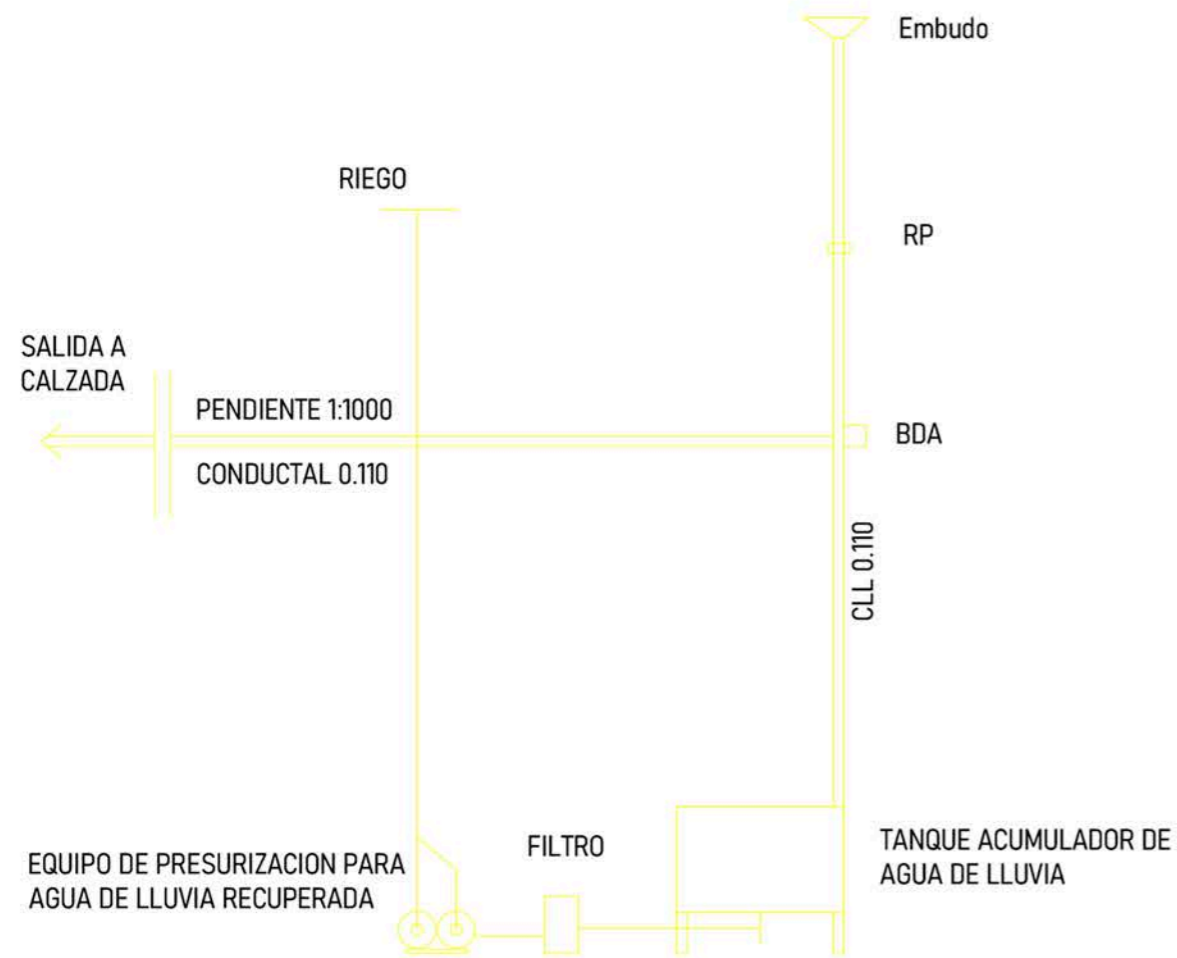 Embudo
RIEGO
RP
SALIDA A
CALZADA
PENDIENTE 1:1000
BDA
CONDUCTAL 0.110
CLL 0.110
FILTRO
TANQUE ACUMULADOR DE
AGUA DE LLUVIA
EQUIPO DE PRESURIZACION PARA
AGUA DE LLUVIA RECUPERADA